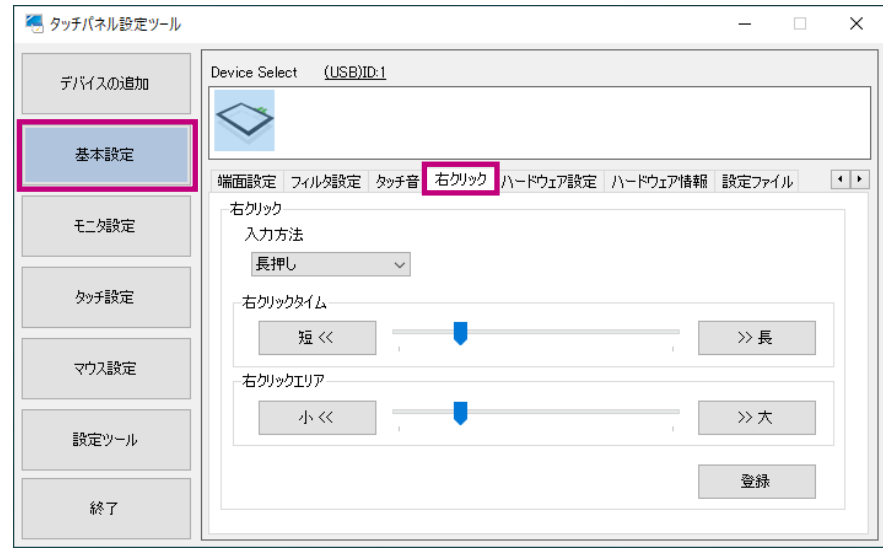 タッチパネル設定ツール
デバイスの追加
基本設定
モニタ設定
タッチ設定
マウス設定
設定ツール
終了
Device Select (USB)ID:1
端面設定 フィルタ設定 タッチ音 右クリック ハードウェア設定 ハードウェア情報 設定ファイル
右クリック
入力方法
長押し
右クリックタイム
短 << >> 長
右クリックエリア
小 << >> 大
登録